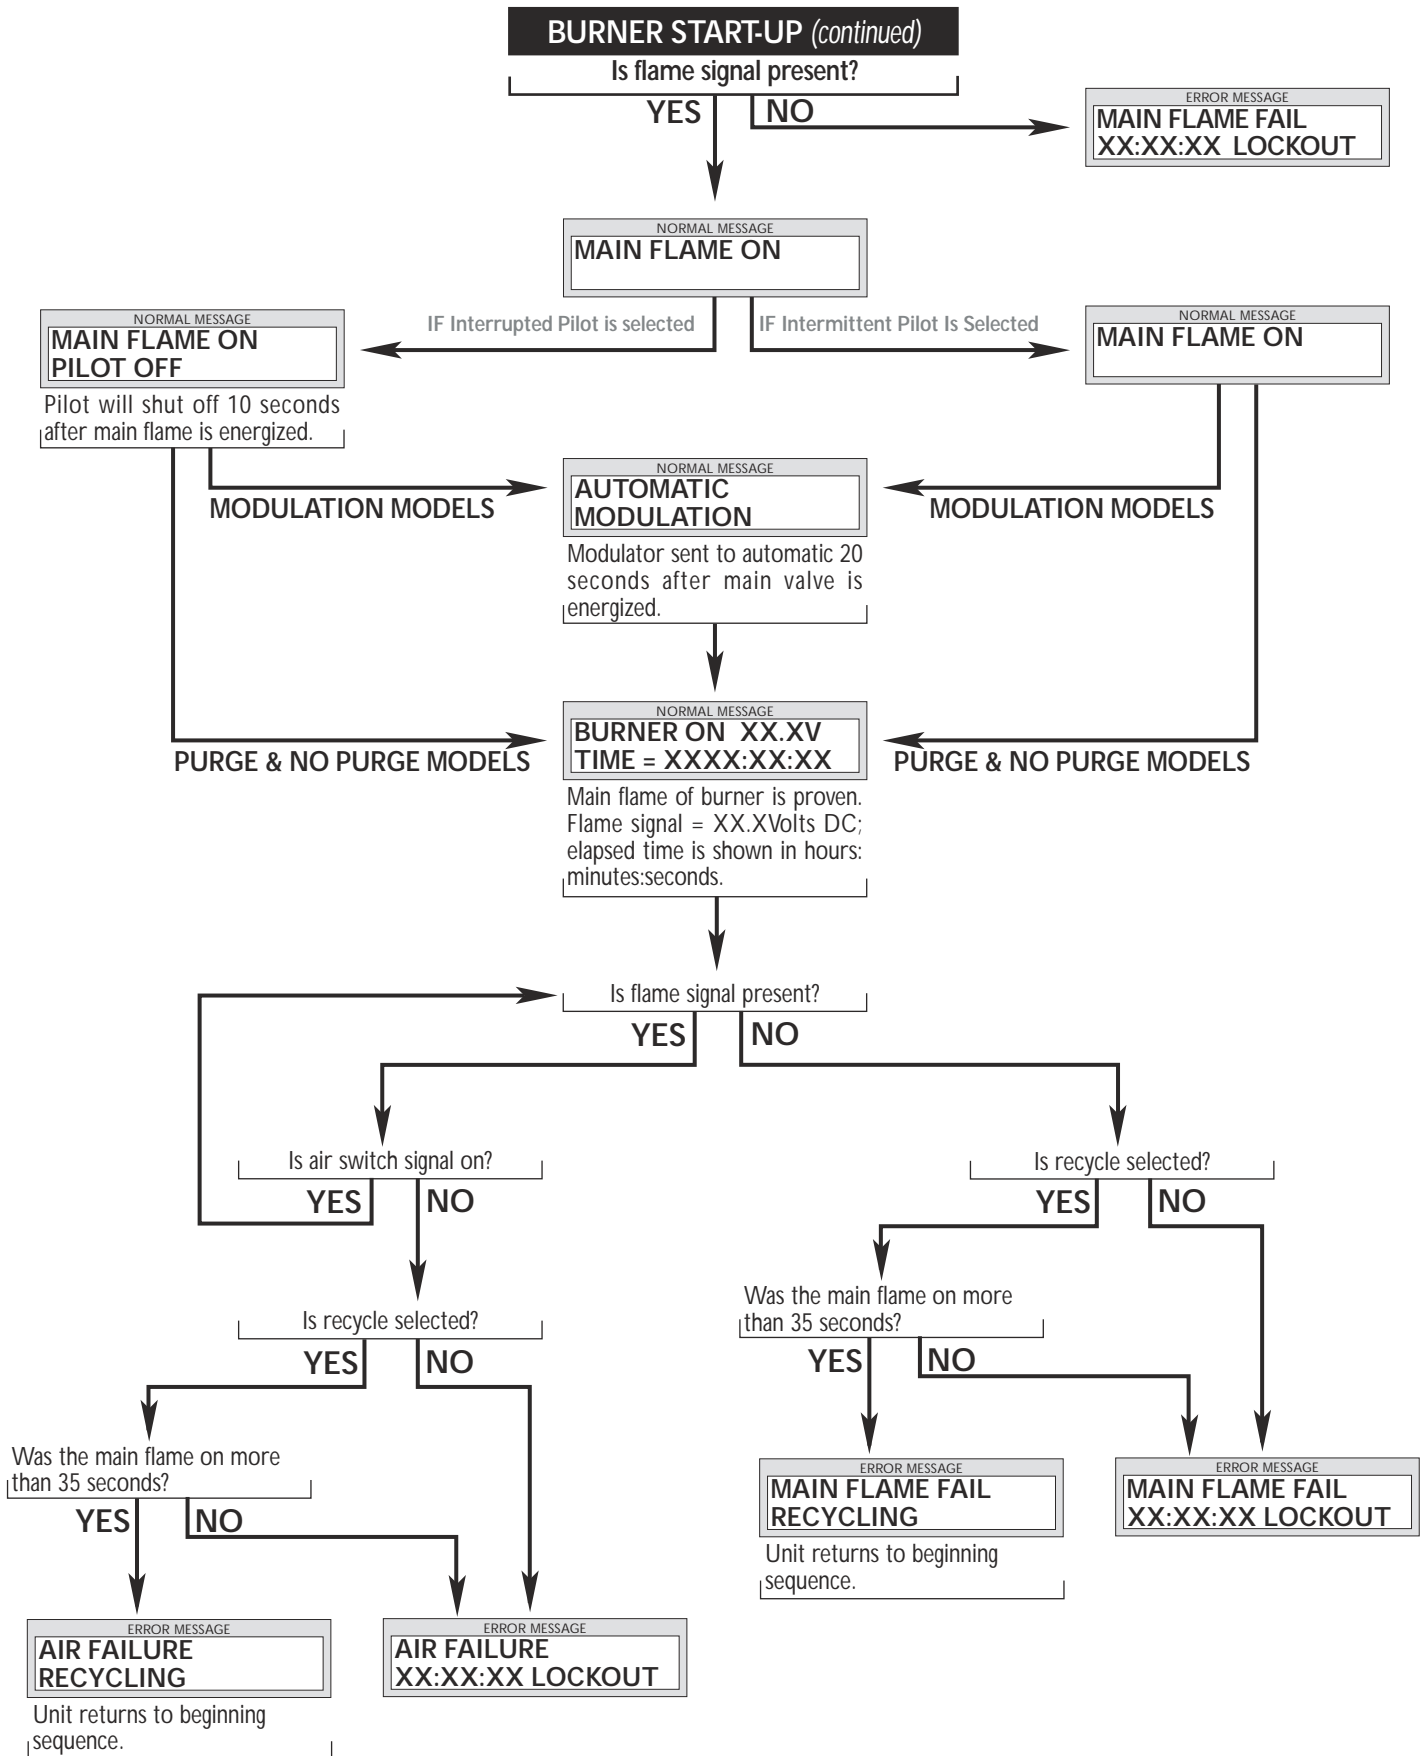 BURNER START-UP (continued)
Is flame signal present?
YES
NO
ERROR MESSAGE
MAIN FLAME FAIL
XX:XX:XX LOCKOUT
NORMAL MESSAGE
MAIN FLAME ON
IF Interrupted Pilot is selected
IF Intermittent Pilot Is Selected
NORMAL MESSAGE
MAIN FLAME ON
PILOT OFF
Pilot will shut off 10 seconds
after main flame is energized.
NORMAL MESSAGE
MAIN FLAME ON
MODULATION MODELS
NORMAL MESSAGE
AUTOMATIC
MODULATION
MODULATION MODELS
Modulator sent to automatic 20
seconds after main valve is
energized.
PURGE & NO PURGE MODELS
NORMAL MESSAGE
BURNER ON XX.XV
TIME = XXXX:XX:XX
PURGE & NO PURGE MODELS
Main flame of burner is proven.
Flame signal = XX.XVolts DC;
elapsed time is shown in hours:
minutes:seconds.
Is flame signal present?
YES
NO
Is air switch signal on?
YES
NO
Is recycle selected?
YES
NO
Was the main flame on more
than 35 seconds?
YES
NO
ERROR MESSAGE
AIR FAILURE
RECYCLING
Unit returns to beginning
sequence.
ERROR MESSAGE
AIR FAILURE
XX:XX:XX LOCKOUT
Is recycle selected?
YES
NO
Was the main flame on more
than 35 seconds?
YES
NO
ERROR MESSAGE
MAIN FLAME FAIL
RECYCLING
Unit returns to beginning
sequence.
ERROR MESSAGE
MAIN FLAME FAIL
XX:XX:XX LOCKOUT